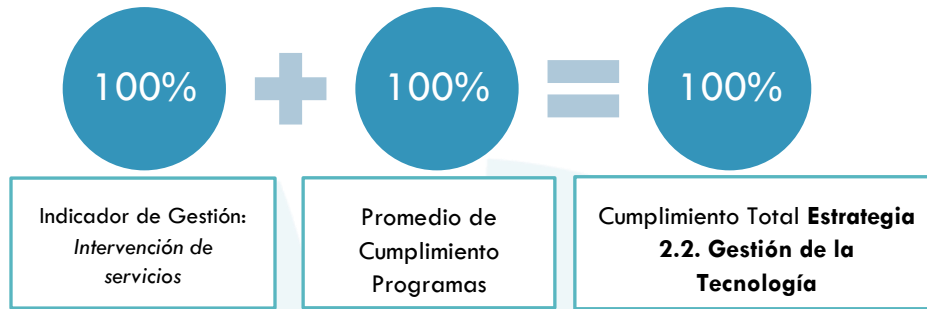 100%
100%
100%
Indicador de Gestión:
Intervención de
servicios
Promedio de
Cumplimiento
Programas
Cumplimiento Total Estrategia
2.2. Gestión de la
Tecnología